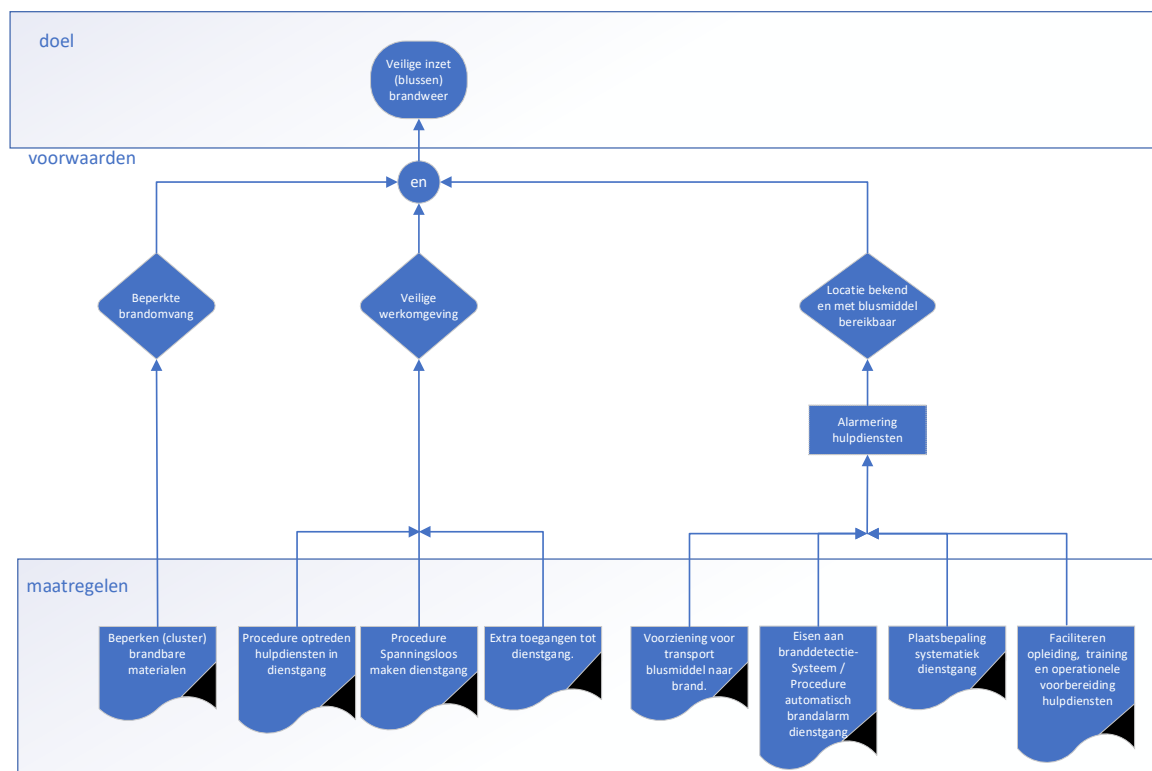 doel
Veilige inzet
(blussen)
brandweer
voorwaarden
en
Beperkte
brandomvang
Veilige
werkomgeving
Locatie bekend
en met blusmiddel
bereikbaar
Alarmering
hulpdiensten
maatregelen
Beperken (cluster)
brandbare
materialen
Procedure optreden
hulpdiensten in
dienstgang
Procedure
Spanningsloos
maken dienstgang
Extra toegangen tot
dienstgang.
Voorziening voor
transport
blusmiddel naar
brand.
Eisen aan
branddetectie-
Systeem /
Procedure
automatisch
brandalarm
dienstgang
Plaatsbepaling
systematiek
dienstgang
Faciliteren
opleiding, training
en operationele
voorbereiding
hulpdiensten